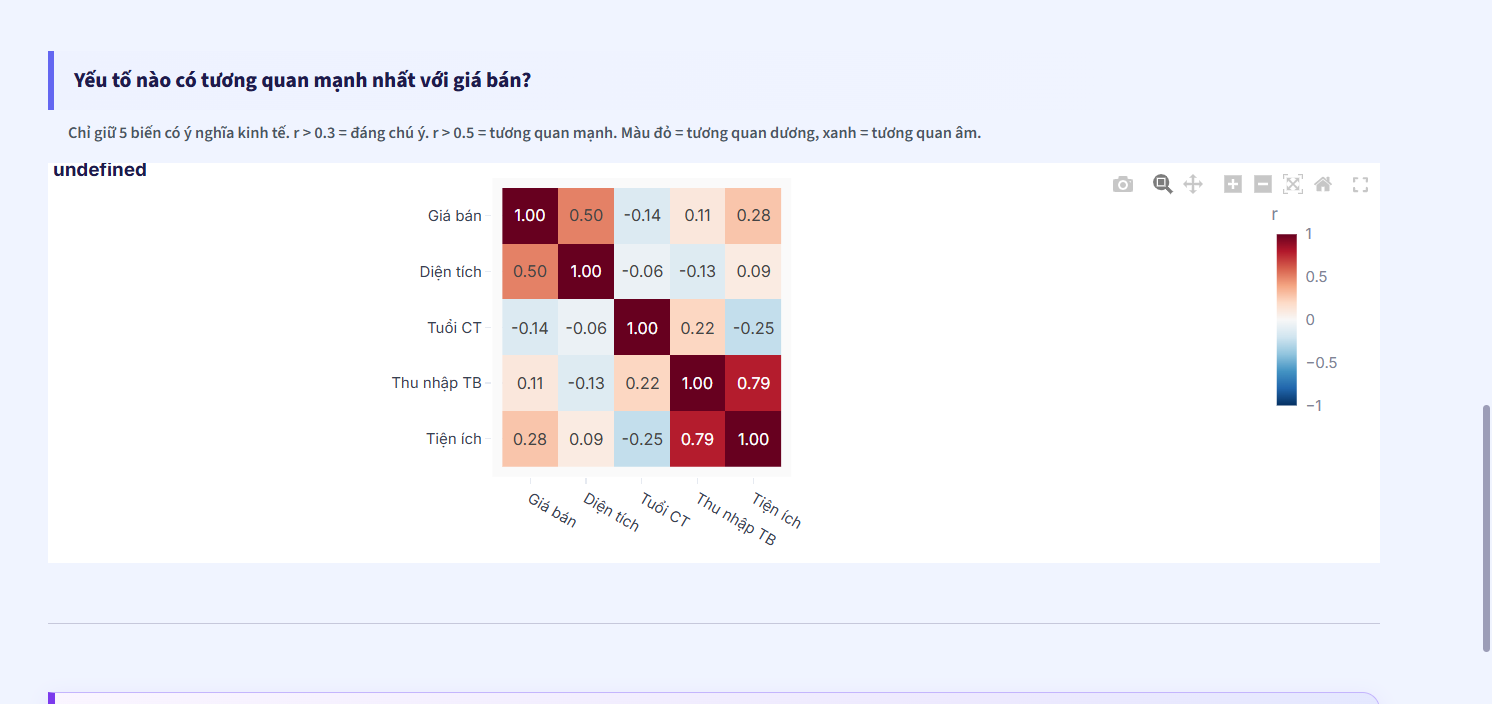 Yếu tố nào có tương quan mạnh nhất với giá bán?
Chỉ giữ 5 biến có ý nghĩa kinh tế. r > 0.3 = đáng chú ý. r > 0.5 = tương quan mạnh. Màu đỏ = tương quan dương, xanh = tương quan âm.
undefined
r
Giá bán 1.00 0.50 -0.14 0.11 0.28
Diện tích 0.50 1.00 -0.06 -0.13 0.09
Tuổi CT -0.14 -0.06 1.00 0.22 -0.25
Thu nhập TB 0.11 -0.13 0.22 1.00 0.79
Tiện ích 0.28 0.09 -0.25 0.79 1.00
Giá bán Diện tích Tuổi CT Thu nhập TB Tiện ích
1
0.5
0
−0.5
−1